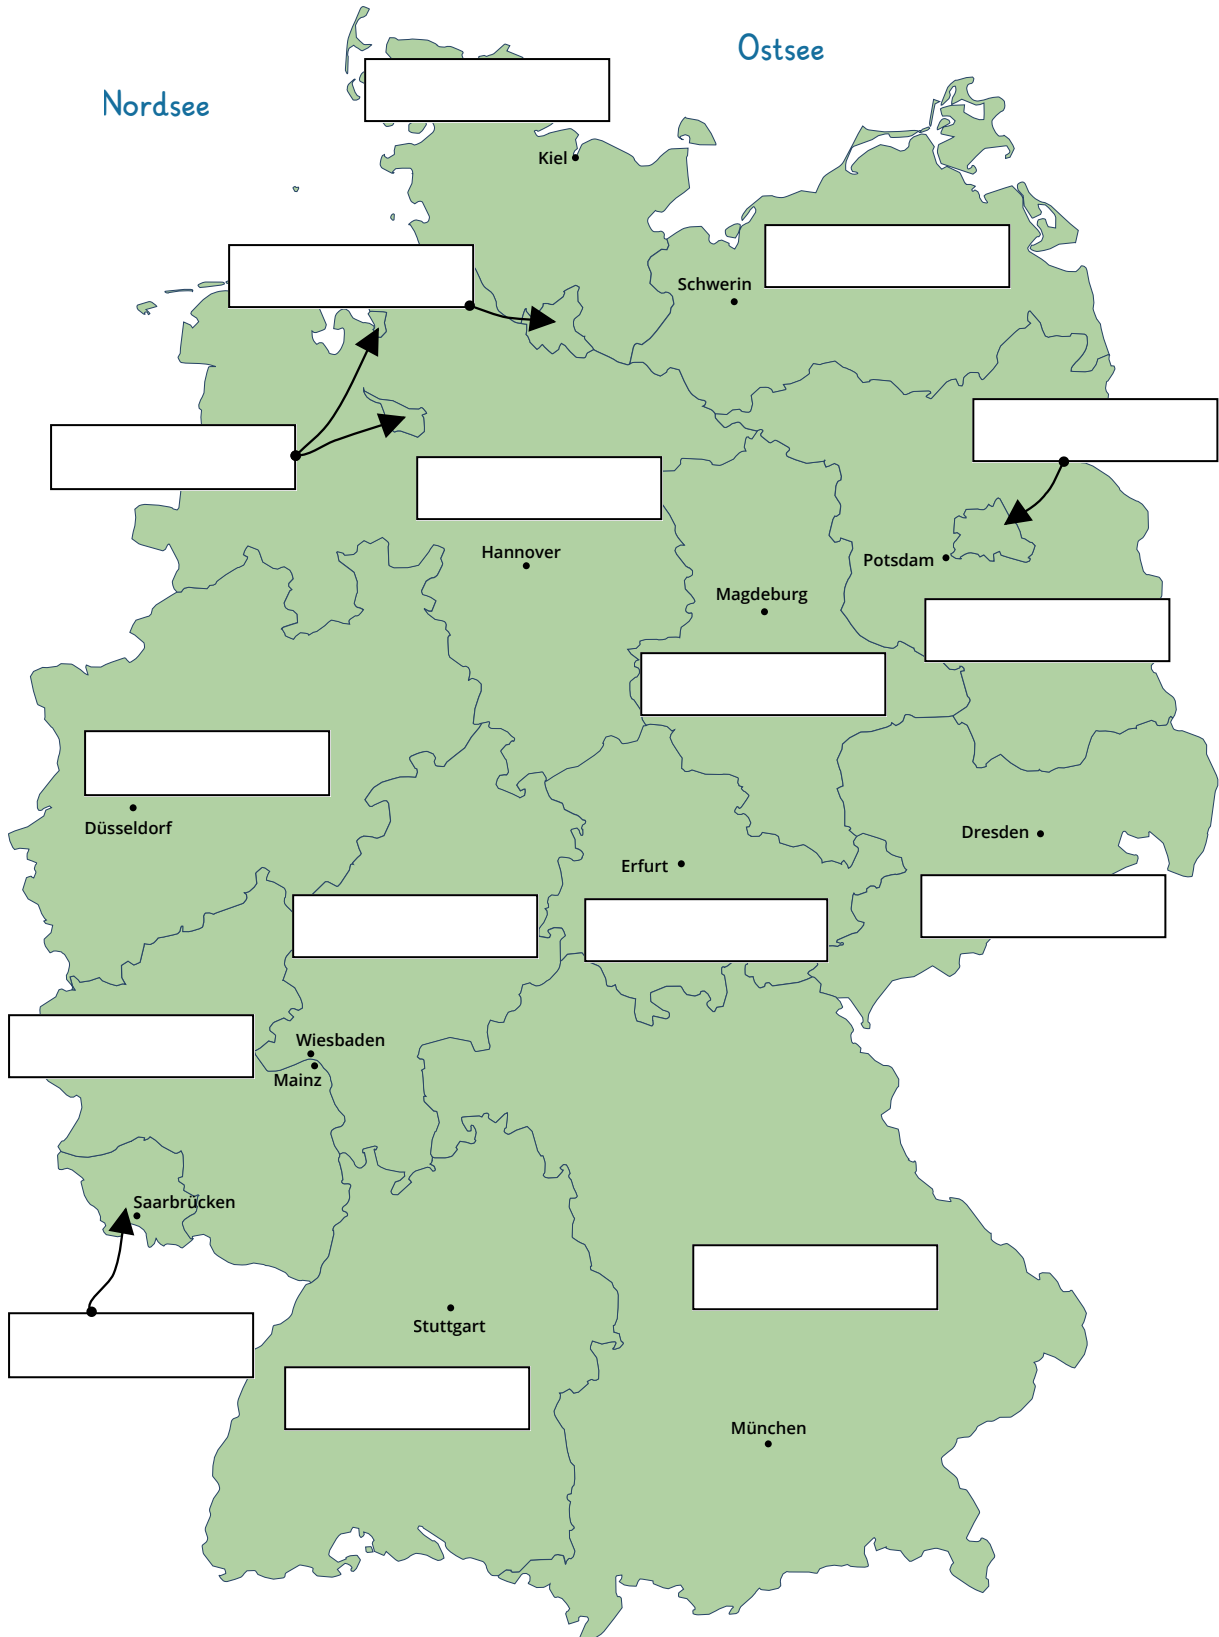 Ostsee
Nordsee
Kiel
Schwerin
Hannover
Potsdam
Magdeburg
Düsseldorf
Dresden
Erfurt
Wiesbaden
Mainz
Saarbrücken
Stuttgart
München